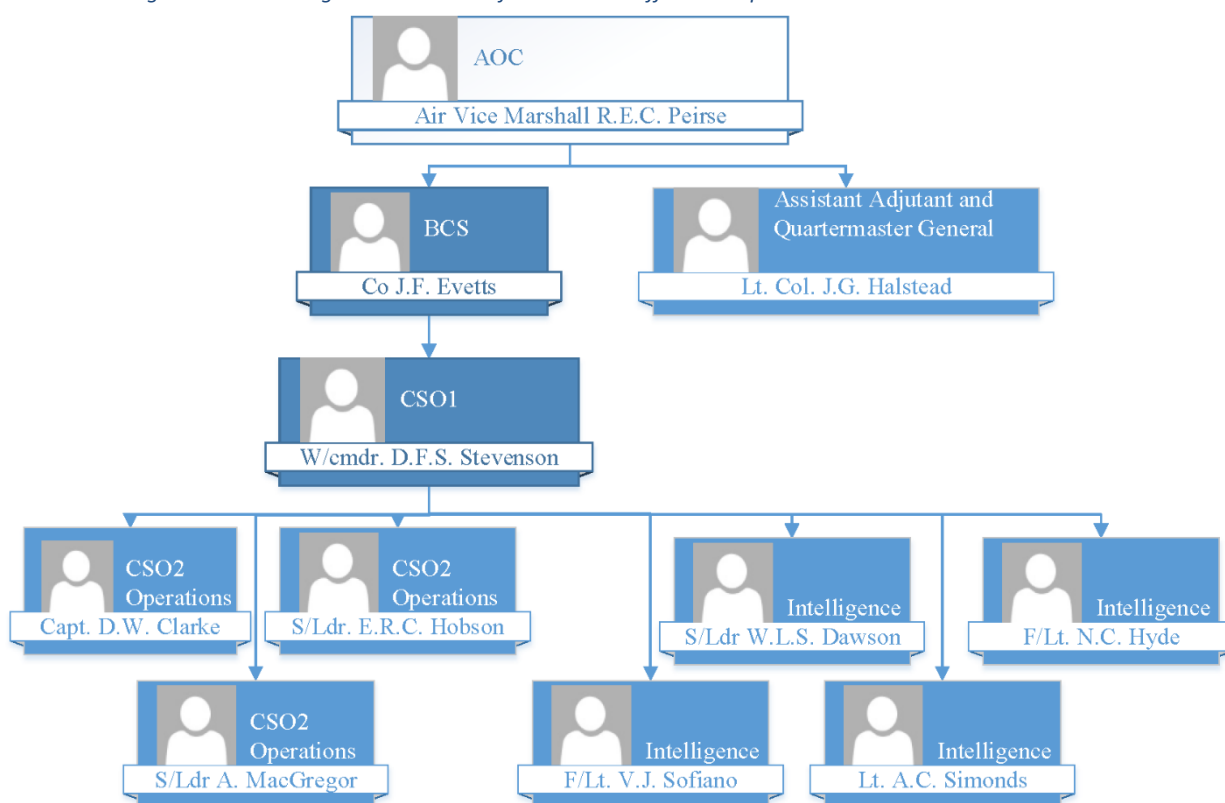 AOC
Air Vice Marshall R.E.C. Peirse
BCS
Co J.F. Evetts
Assistant Adjutant and
Quartermaster General
Lt. Col. J.G. Halstead
CSO1
W/cmdr. D.F.S. Stevenson
CSO2
Operations
Capt. D.W. Clarke
CSO2
Operations
S/Ldr. E.R.C. Hobson
Intelligence
S/Ldr W.L.S. Dawson
Intelligence
F/Lt. N.C. Hyde
CSO2
Operations
S/Ldr A. MacGregor
Intelligence
F/Lt. V.J. Sofiano
Intelligence
Lt. A.C. Simonds